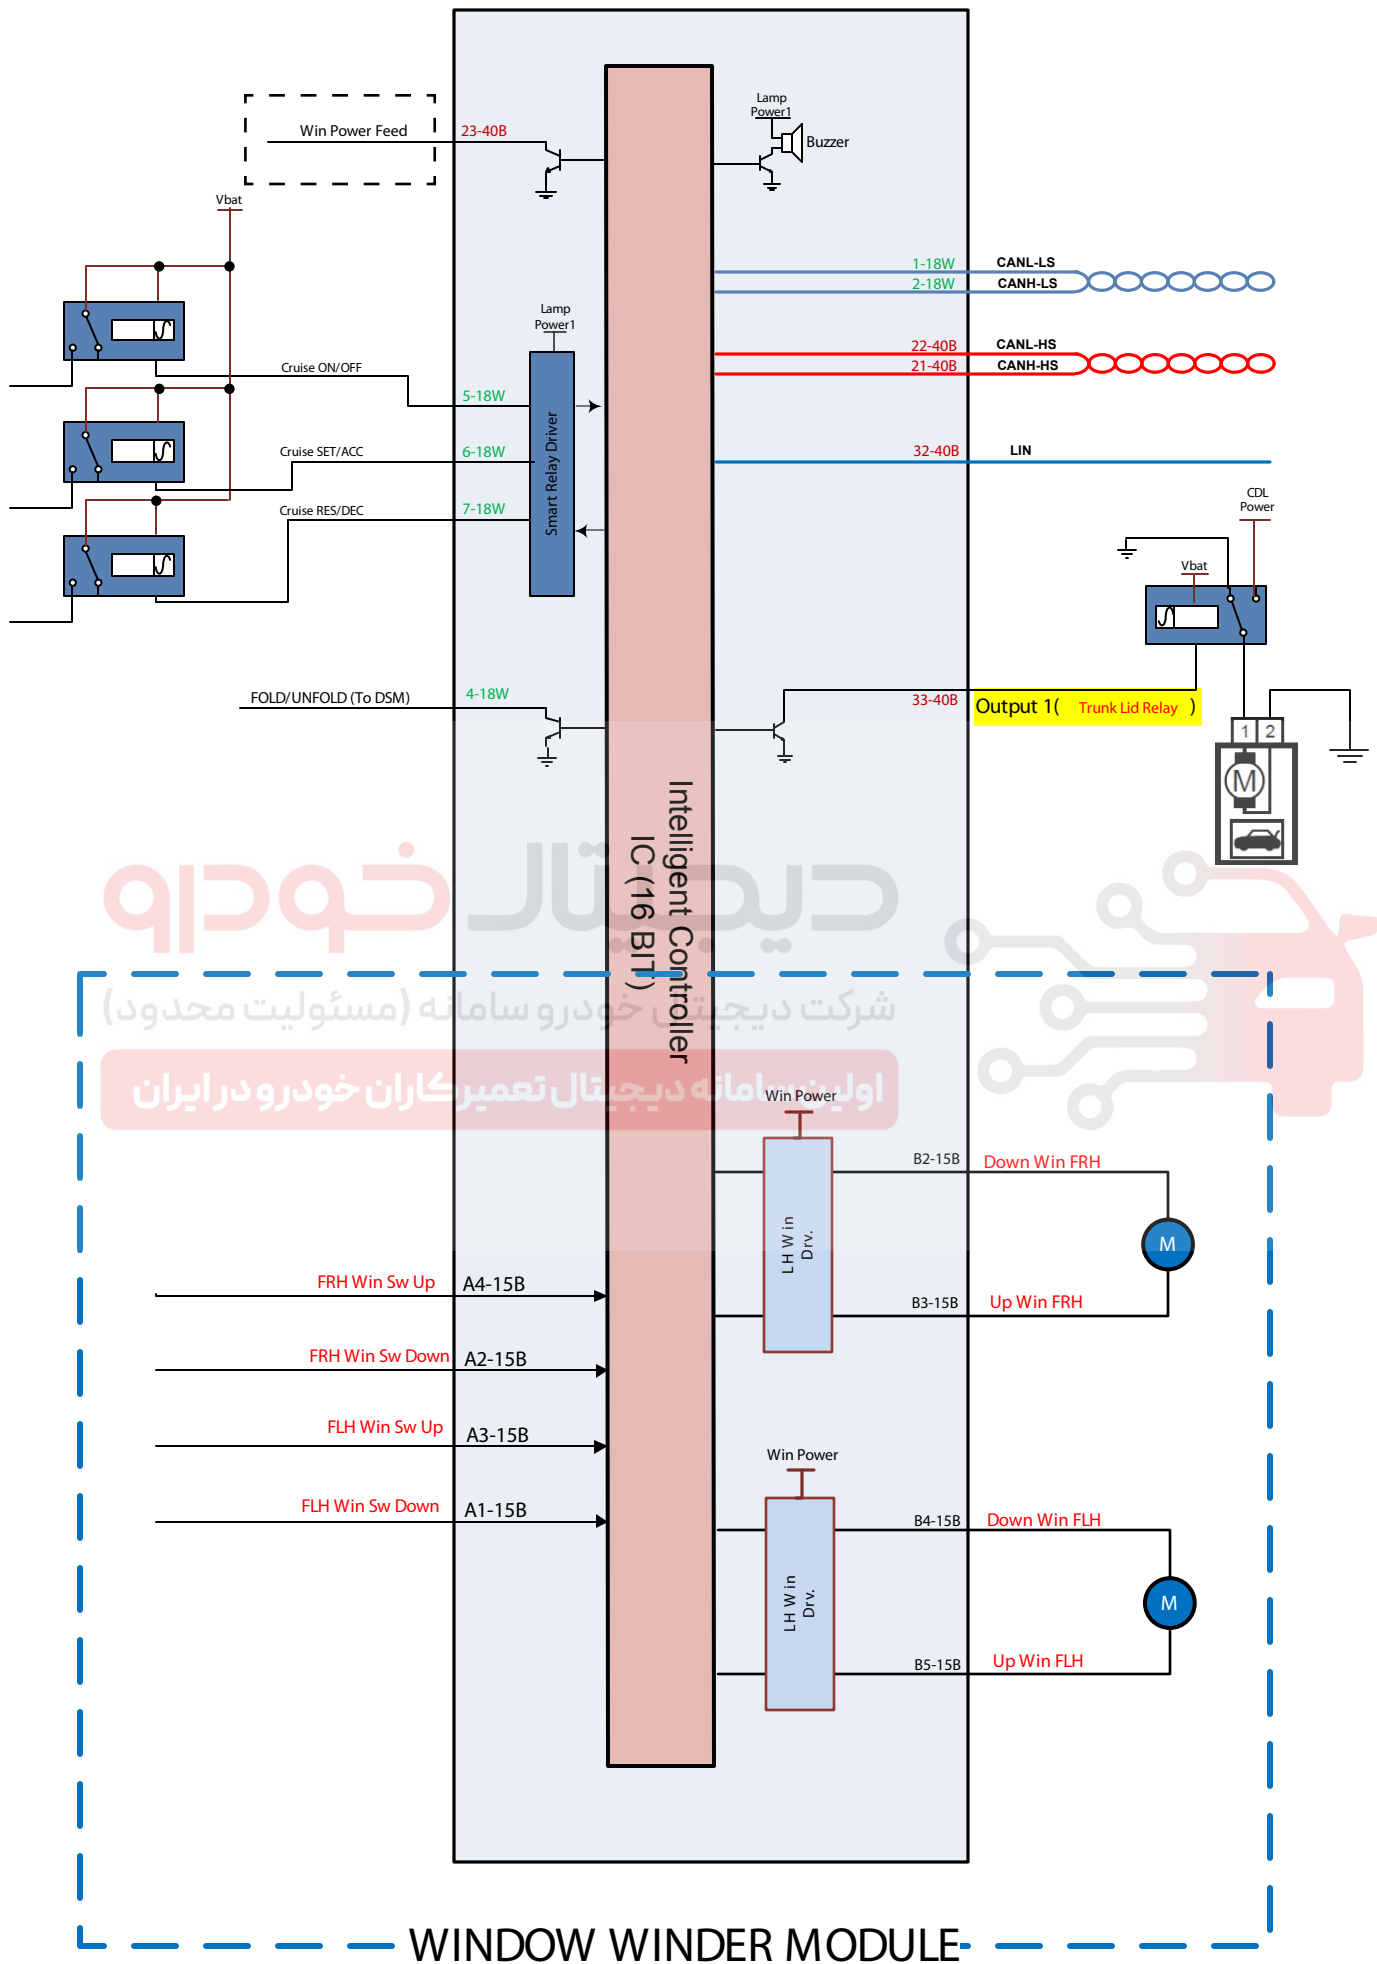 Lamp
Power1
Buzzer
Win Power Feed
23-40B
Vbat
1-18W
CANL-LS
2-18W
CANH-LS
Lamp
Power1
22-40B
CANL-HS
21-40B
CANH-HS
Cruise ON/OFF
5-18W
Cruise SET/ACC
6-18W
32-40B
LIN
Cruise RES/DEC
7-18W
Smart Relay Driver
CDL
Power
Vbat
FOLD/UNFOLD (To DSM)
4-18W
33-40B
Output 1( Trunk Lid Relay )
1 2
M
Intelligent Controller
IC (16 BIT)
دیجیتال خودرو
شرکت دیجیتال خودرو سامانه (مسئولیت محدود)
اولین سامانه دیجیتال تعمیرکاران خودرو در ایران
Win Power
B2-15B
Down Win FRH
LH Win
Drv.
M
FRH Win Sw Up
A4-15B
B3-15B
Up Win FRH
FRH Win Sw Down
A2-15B
FLH Win Sw Up
A3-15B
Win Power
FLH Win Sw Down
A1-15B
B4-15B
Down Win FLH
LH Win
Drv.
M
B5-15B
Up Win FLH
WINDOW WINDER MODULE